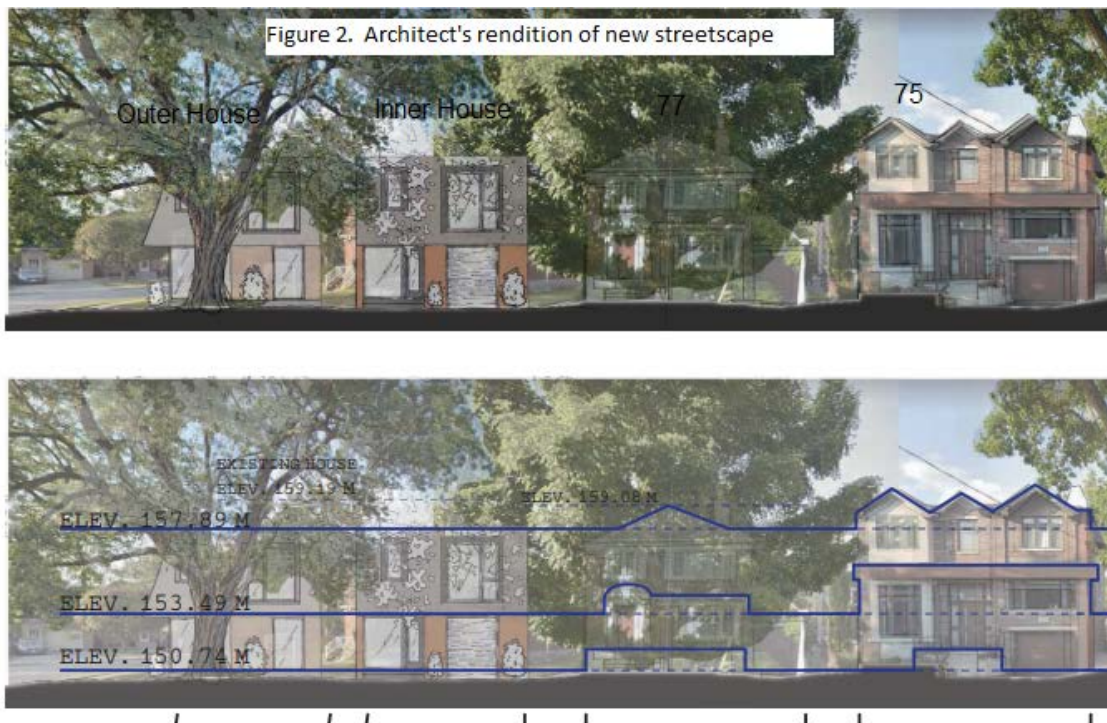 Figure 2.  Architect's rendition of new streetscape
Outer House
Inner House
77
75
EXISTING HOUSE
ELEV. 159.19 M
ELEV. 159.08 M
ELEV. 157.89 M
ELEV. 153.49 M
ELEV. 150.74 M